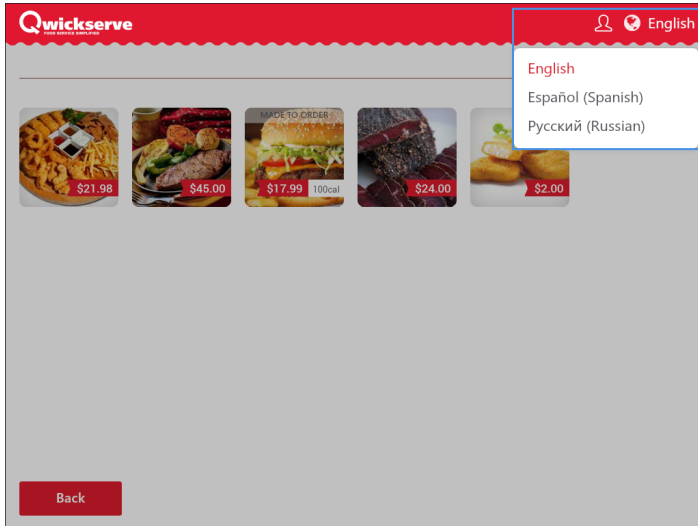 Qwickserve
FOOD SERVICE SIMPLIFIED
English
English
Español (Spanish)
Русский (Russian)
MADE TO ORDER
$21.98
$45.00
$17.99
100cal
$24.00
$2.00
Back